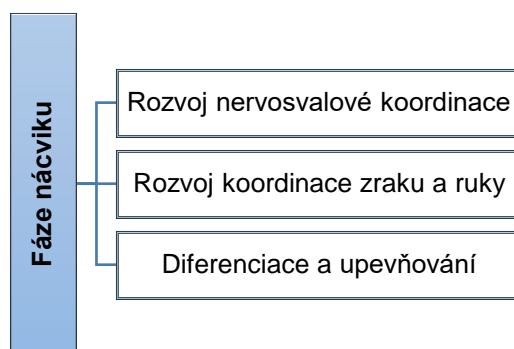 Fáze nácviku
Rozvoj nervosvalové koordinace
Rozvoj koordinace zraku a ruky
Diferenciace a upevňování